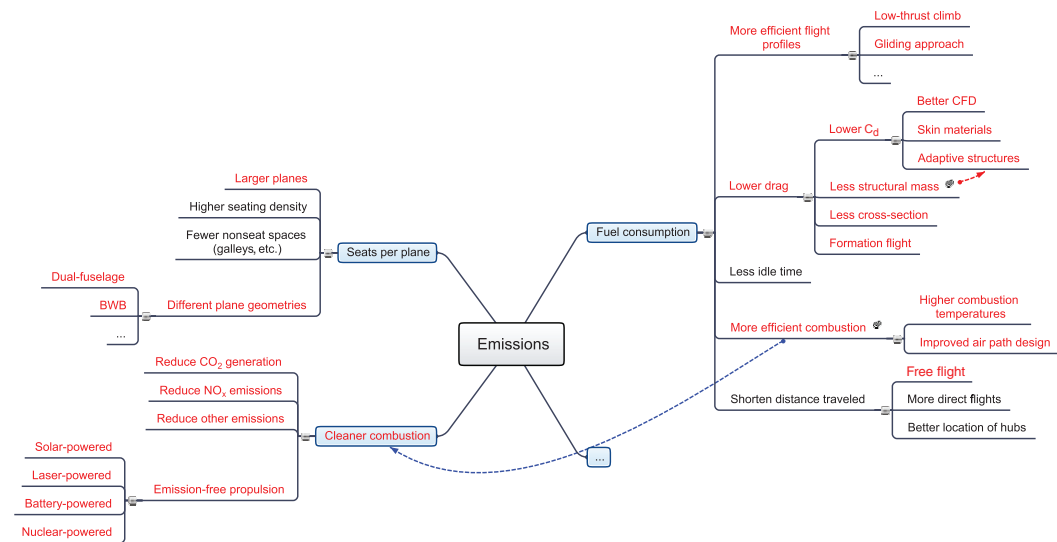 Emissions
Fuel consumption
More efficient flight
profiles
Low-thrust climb
Gliding approach
...
Lower drag
Lower Cd
Better CFD
Skin materials
Adaptive structures
Less structural mass
Less cross-section
Formation flight
Less idle time
More efficient combustion
Higher combustion
temperatures
Improved air path design
Shorten distance traveled
Free flight
More direct flights
Better location of hubs
...
Seats per plane
Larger planes
Higher seating density
Fewer nonseat spaces
(galleys, etc.)
Different plane geometries
Dual-fuselage
BWB
...
Cleaner combustion
Reduce CO2 generation
Reduce NOx emissions
Reduce other emissions
Emission-free propulsion
Solar-powered
Laser-powered
Battery-powered
Nuclear-powered